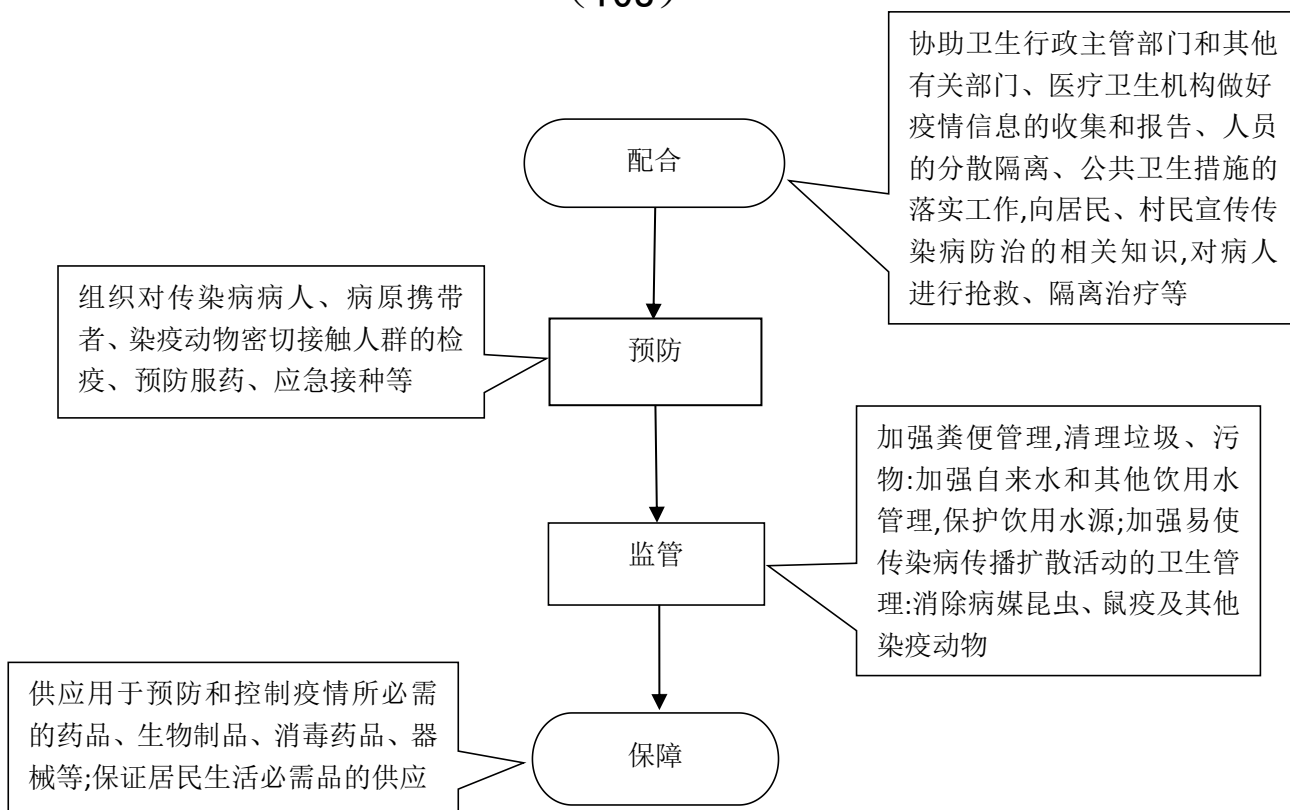 协助卫生行政主管部门和其他
有关部门、医疗卫生机构做好
疫情信息的收集和报告、人员
的分散隔离、公共卫生措施的
落实工作,向居民、村民宣传传
染病防治的相关知识,对病人
进行抢救、隔离治疗等
配合
组织对传染病病人、病原携带
者、染疫动物密切接触人群的检
疫、预防服药、应急接种等
预防
加强粪便管理,清理垃圾、污
物:加强自来水和其他饮用水
管理,保护饮用水源;加强易使
传染病传播扩散活动的卫生管
理:消除病媒昆虫、鼠疫及其他
染疫动物
监管
供应用于预防和控制疫情所必需
的药品、生物制品、消毒药品、器
械等;保证居民生活必需品的供应
保障